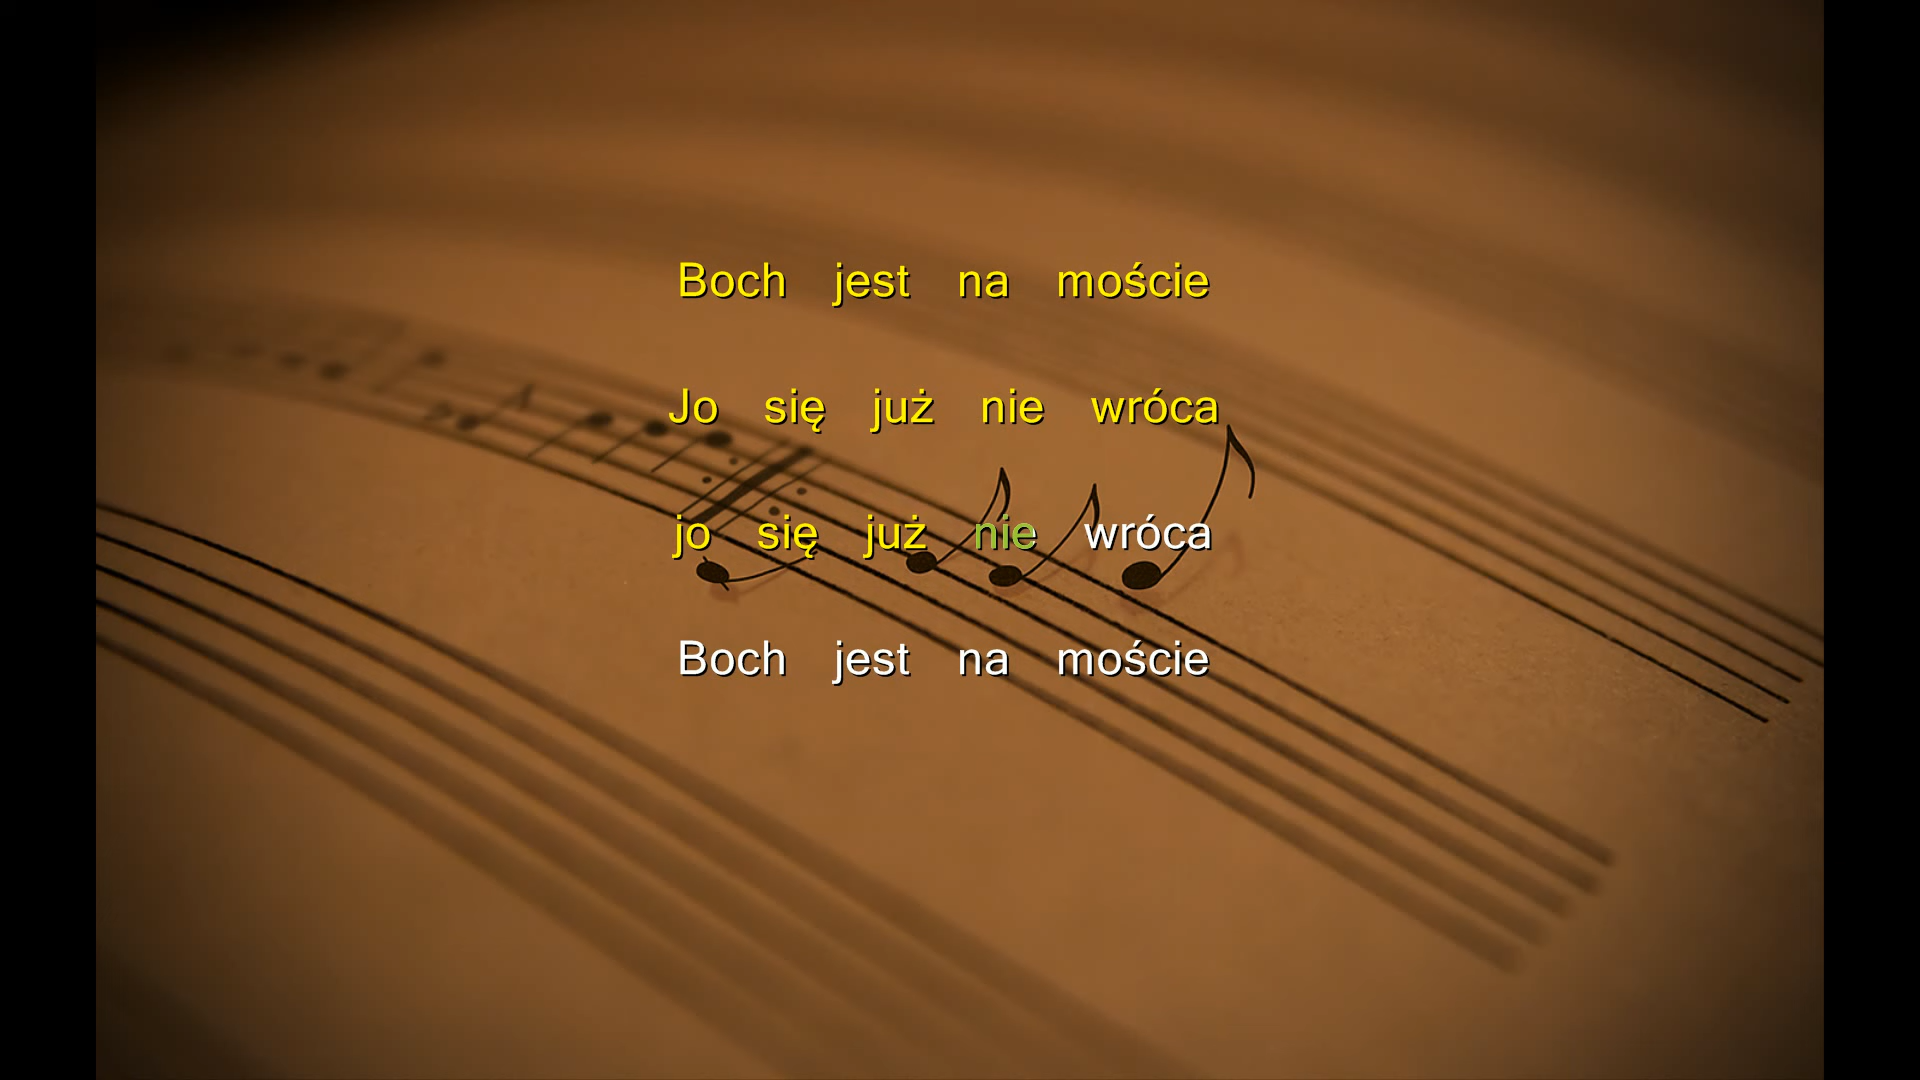 Boch jest na moście
Jo się już nie wróca
jo się już nie wróca
Boch jest na moście